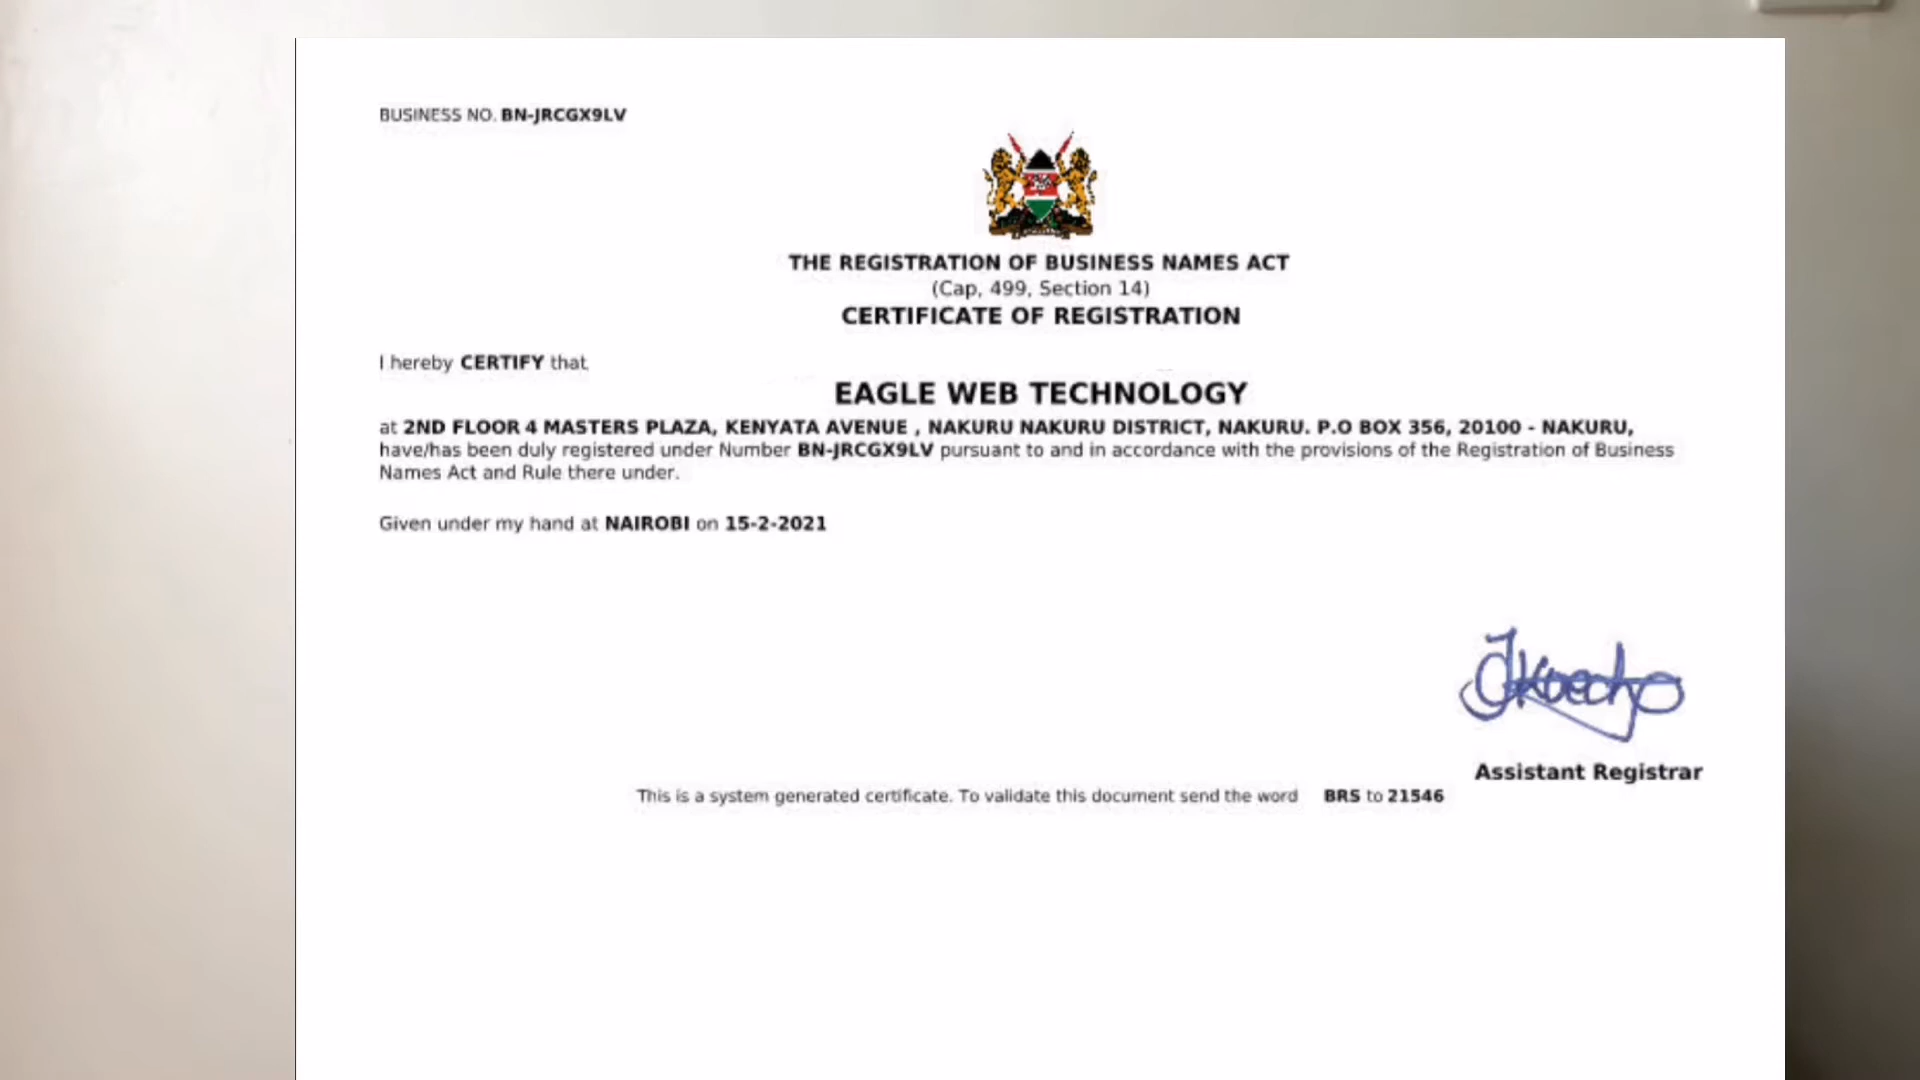 BUSINESS NO. BN-JRCGX9LV
THE REGISTRATION OF BUSINESS NAMES ACT
(Cap, 499, Section 14)
CERTIFICATE OF REGISTRATION
I hereby CERTIFY that
EAGLE WEB TECHNOLOGY
at 2ND FLOOR 4 MASTERS PLAZA, KENYATA AVENUE , NAKURU NAKURU DISTRICT, NAKURU. P.O BOX 356, 20100 - NAKURU,
have/has been duly registered under Number BN-JRCGX9LV pursuant to and in accordance with the provisions of the Registration of Business
Names Act and Rule there under.
Given under my hand at NAIROBI on 15-2-2021
Assistant Registrar
This is a system generated certificate. To validate this document send the word BRS to 21546